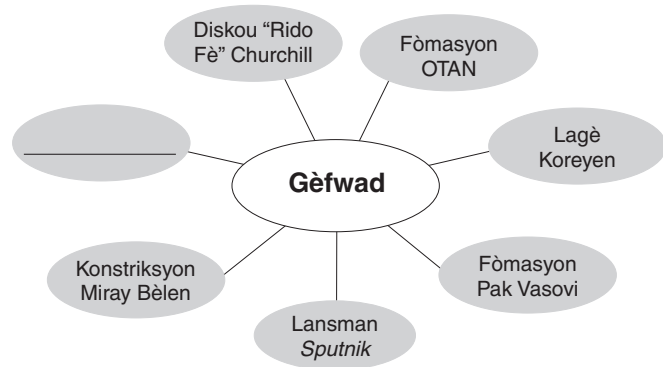 Diskou “Rido
Fè” Churchill
Fòmasyon
OTAN
Lagè
Koreyen
Gèfwad
Konstriksyon
Miray Bèlen
Fòmasyon
Pak Vasovi
Lansman
Sputnik